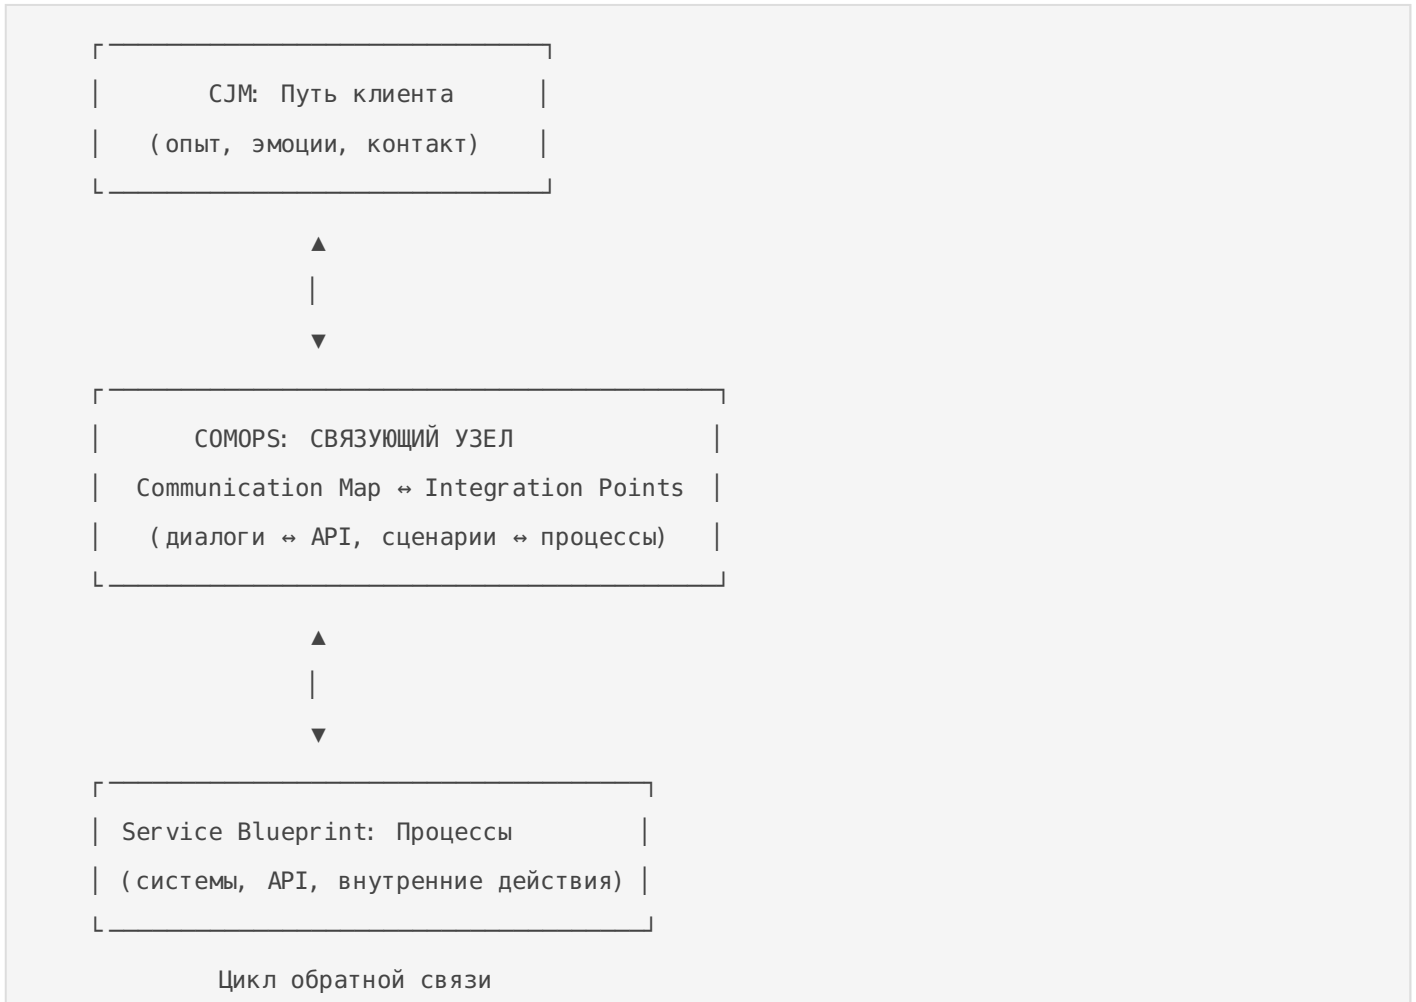 CJM: Путь клиента
(опыт, эмоции, контакт)
COMOPS: СВЯЗУЮЩИЙ УЗЕЛ
Communication Map ↔ Integration Points
(диалоги ↔ API, сценарии ↔ процессы)
Service Blueprint: Процессы
(системы, API, внутренние действия)
Цикл обратной связи